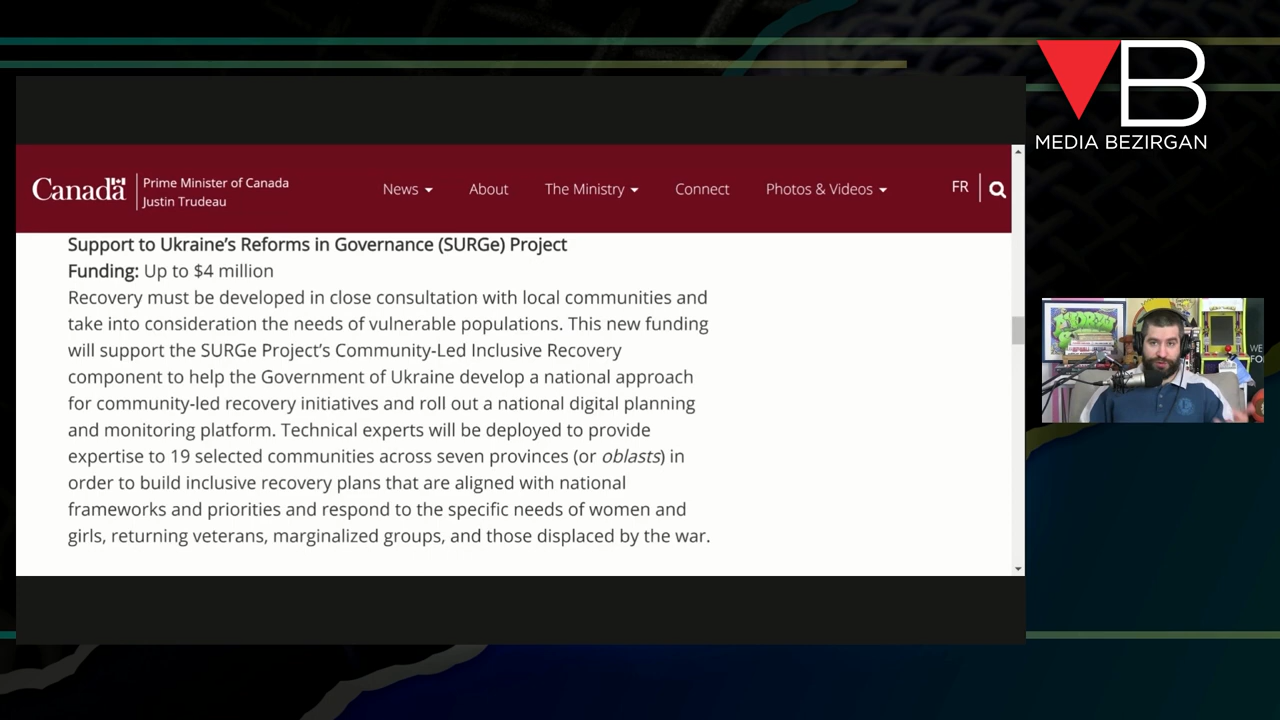 VB
MEDIA BEZIRGAN
Canada
Prime Minister of Canada
Justin Trudeau
News
About
The Ministry
Connect
Photos & Videos
FR
Support to Ukraine’s Reforms in Governance (SURGe) Project
Funding: Up to $4 million
Recovery must be developed in close consultation with local communities and
take into consideration the needs of vulnerable populations. This new funding
will support the SURGe Project’s Community-Led Inclusive Recovery
component to help the Government of Ukraine develop a national approach
for community-led recovery initiatives and roll out a national digital planning
and monitoring platform. Technical experts will be deployed to provide
expertise to 19 selected communities across seven provinces (or oblasts) in
order to build inclusive recovery plans that are aligned with national
frameworks and priorities and respond to the specific needs of women and
girls, returning veterans, marginalized groups, and those displaced by the war.
WE
FO